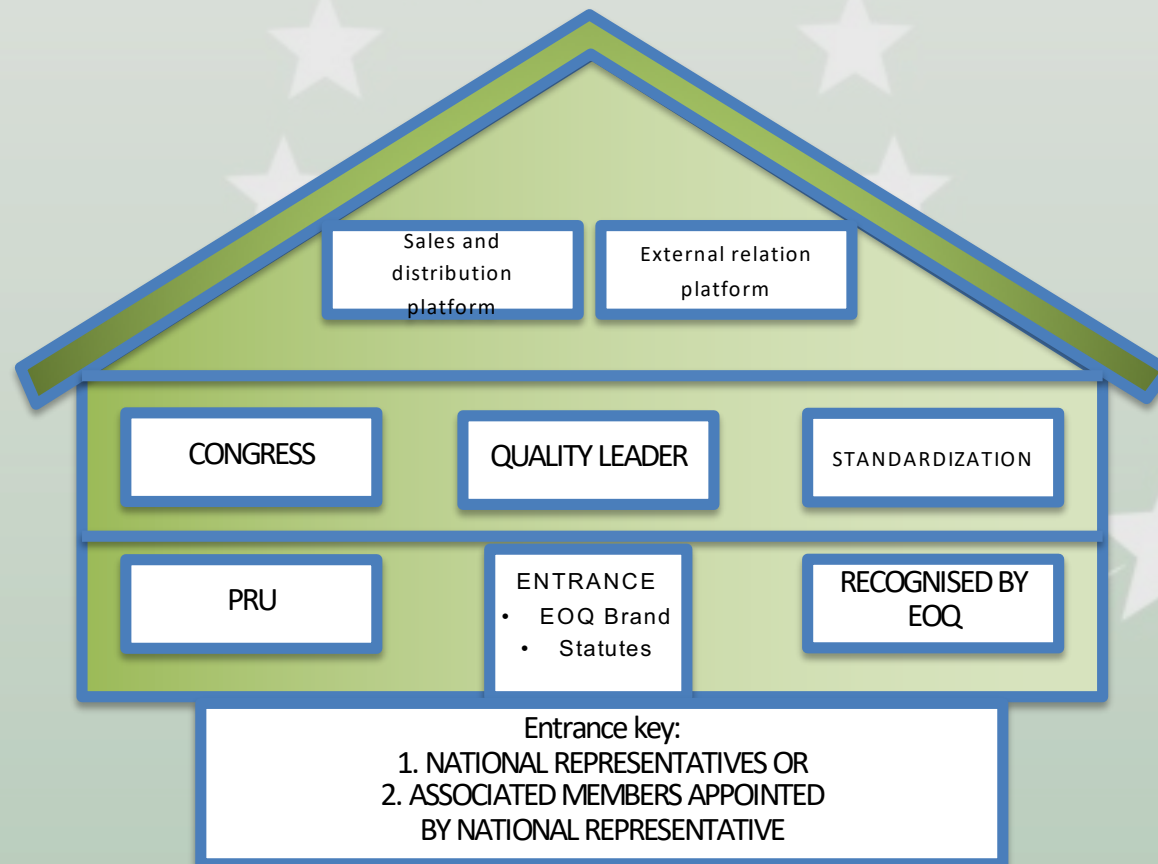 Sales and
distribution
platform
External relation
platform
CONGRESS
QUALITY LEADER
STANDARDIZATION
PRU
ENTRANCE
• EOQ Brand
• Statutes
RECOGNISED BY
EOQ
Entrance key:
1. NATIONAL REPRESENTATIVES OR
2. ASSOCIATED MEMBERS APPOINTED
BY NATIONAL REPRESENTATIVE